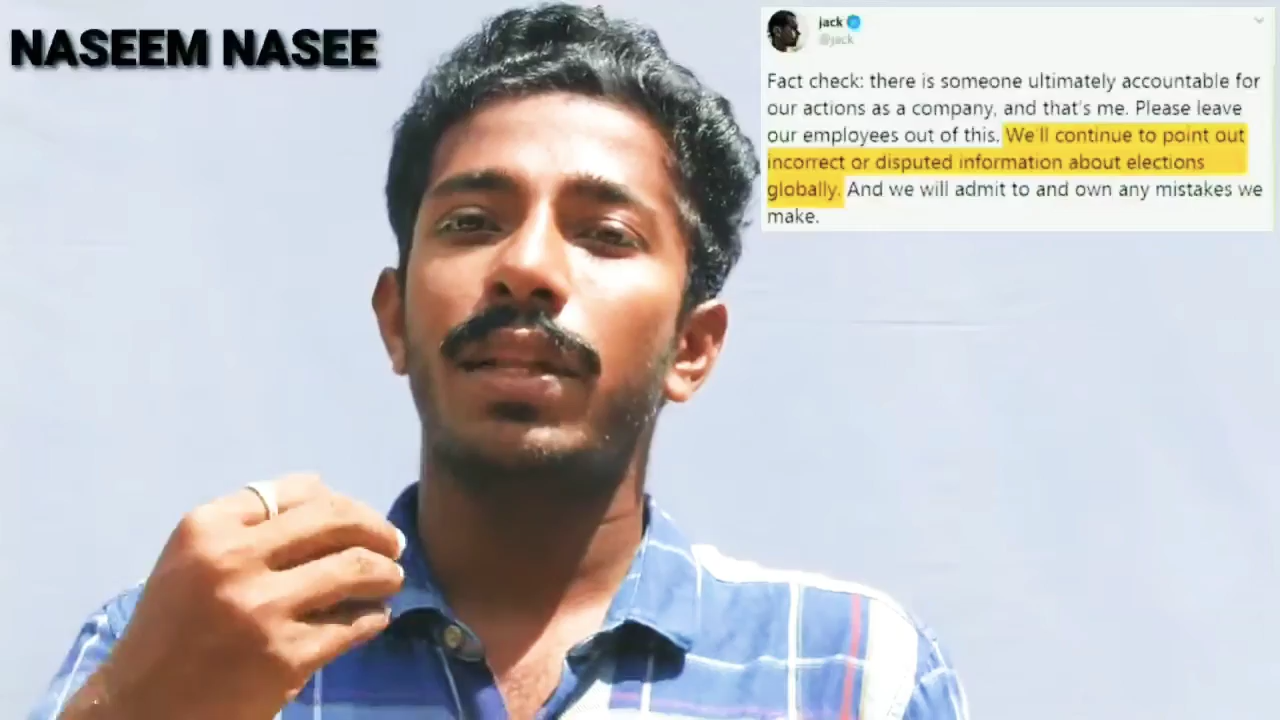 NASEEM NASEE
jack
@jack
Fact check: there is someone ultimately accountable for
our actions as a company, and that's me. Please leave
our employees out of this. We'll continue to point out
incorrect or disputed information about elections
globally. And we will admit to and own any mistakes we
make.